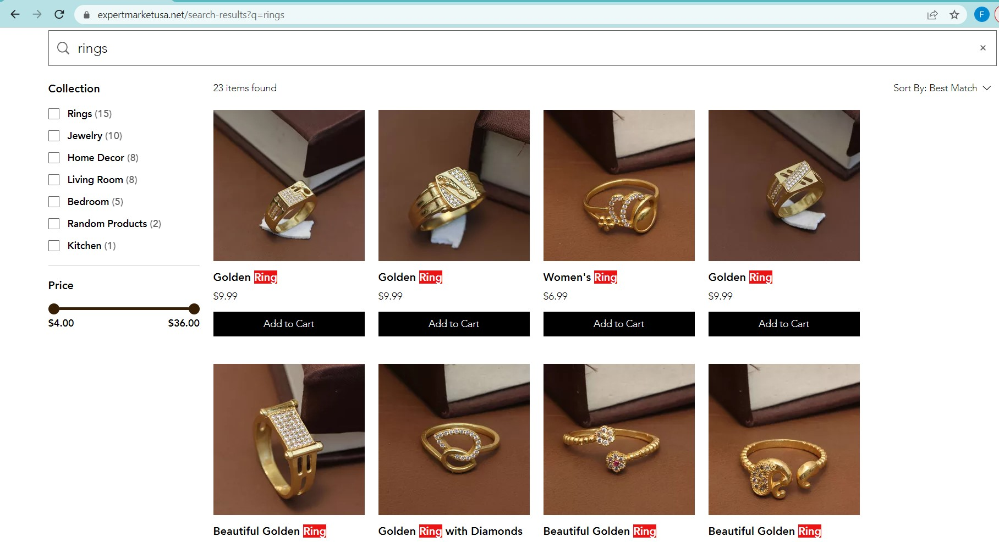 expertmarketusa.net/search-results?q=rings
F
rings
Collection
Rings (15)
Jewelry (10)
Home Decor (8)
Living Room (8)
Bedroom (5)
Random Products (2)
Kitchen (1)
Price
$4.00 $36.00
23 items found
Sort By: Best Match
Golden Ring
$9.99
Add to Cart
Golden Ring
$9.99
Add to Cart
Women's Ring
$6.99
Add to Cart
Golden Ring
$9.99
Add to Cart
Beautiful Golden Ring
Golden Ring with Diamonds
Beautiful Golden Ring
Beautiful Golden Ring